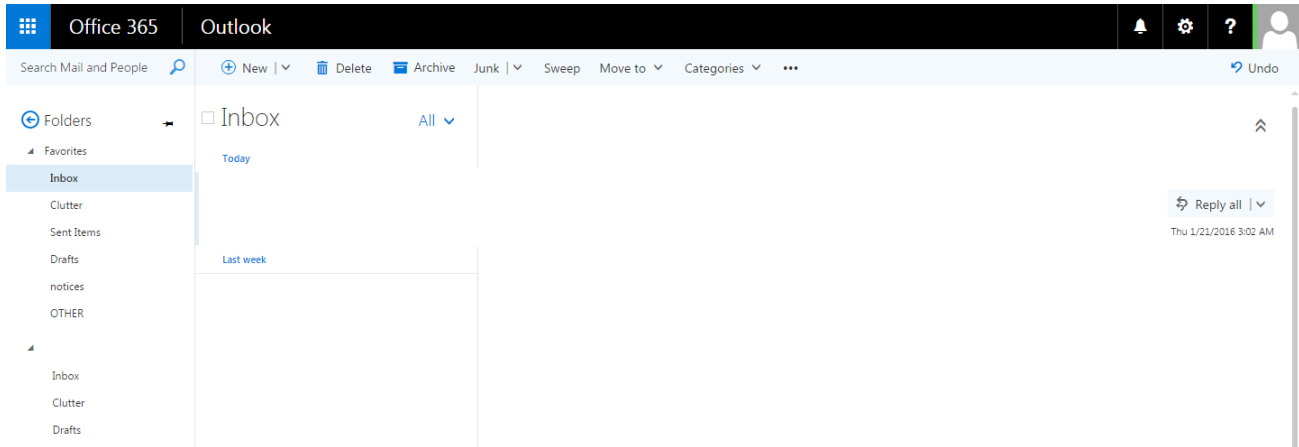 Office 365 Outlook ?
Search Mail and People New Delete Archive Junk Sweep Move to Categories ••• Undo
Folders
Inbox All
Favorites
Today
Inbox
Clutter
Reply all
Sent Items
Thu 1/21/2016 3:02 AM
Drafts
Last week
notices
OTHER
Inbox
Clutter
Drafts